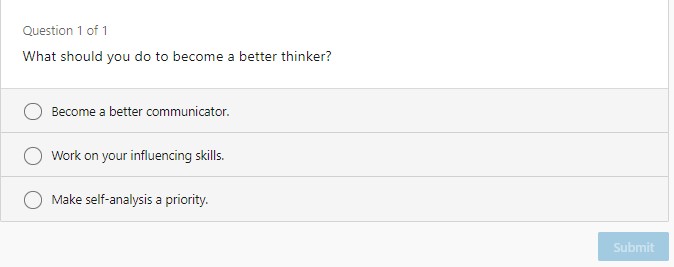 Question 1 of 1
What should you do to become a better thinker?
Become a better communicator.
Work on your influencing skills.
Make self-analysis a priority.
Submit